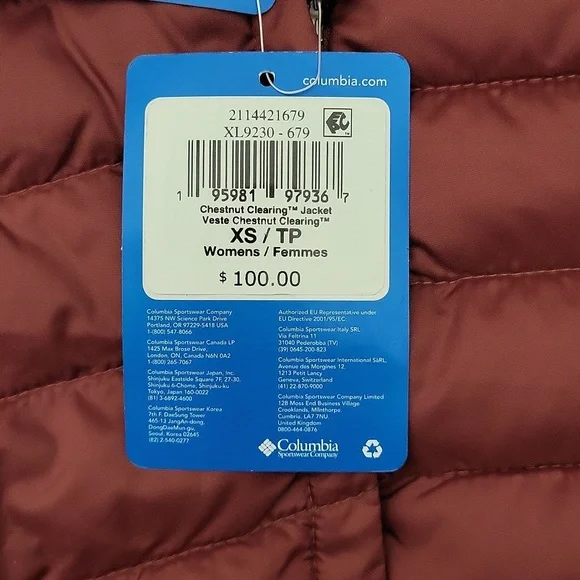 columbia.com
2114421679
XL9230 - 679
1 95981 97936 7
Chestnut Clearing™ Jacket
Veste Chestnut Clearing™
XS / TP
Womens / Femmes
$ 100.00
Columbia Sportswear Company
14375 NW Science Park Drive
Portland, OR 97229-5418 USA
1-(800) 547-8066
Columbia Sportswear Canada LP
1425 Max Brose Drive,
London, ON, Canada N6N 0A2
1-(800) 265-7067
Columbia Sportswear Japan, Inc.
Shinjuku Eastside Square 7F, 27-30,
Shinjuku 6-Chome, Shinjuku-ku
Tokyo, Japan 160-0022
(81) 3-6892-4600
Columbia Sportswear Korea
7th F. DaeSung Tower
465-13 JangAn-dong,
DongDaeMun-gu,
Seoul, Korea 02645
(82) 2-540-0277
Authorized EU Representative under
EU Directive 2001/95/EC:
Columbia Sportswear Italy SRL
Via Feltrina 11
31040 Pederobba (TV)
(39) 0645-200-823
Columbia Sportswear International SàRL
Avenue des Morgines 12,
1213 Petit Lancy
Geneva, Switzerland
(41) 22-870-9000
Columbia Sportswear Company Limited
12B Moss End Business Village
Crooklands, Milnthorpe,
Cumbria, LA7 7NU,
United Kingdom
0800-464-0876
Columbia
Sportswear Company